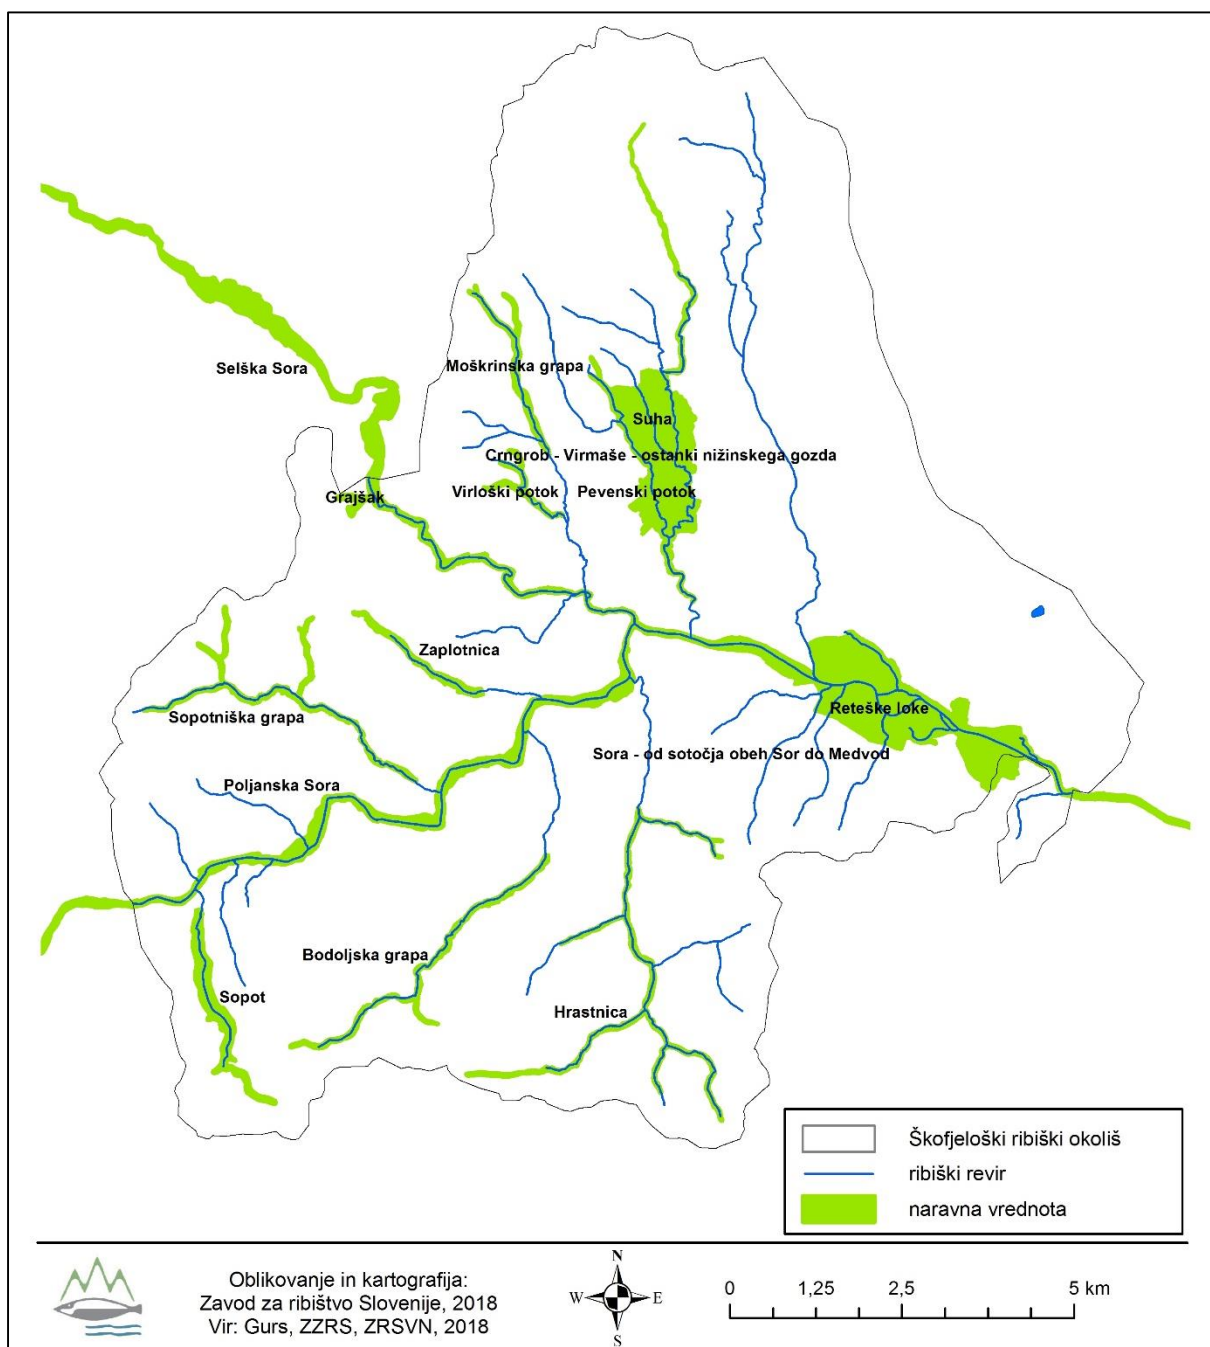 Selška Sora
Moškrinska grapa
Suha
Crngrob - Virmaše - ostanki nižinskega gozda
Grajšak
Virloški potok
Pevenski potok
Zaplotnica
Sopotniška grapa
Reteške loke
Sora - od sotočja obeh Sor do Medvod
Poljanska Sora
Bodoljska grapa
Sopot
Hrastnica
Škofjeloški ribiški okoliš
ribiški revir
naravna vrednota
Oblikovanje in kartografija:
Zavod za ribištvo Slovenije, 2018
Vir: Gurs, ZZRS, ZRSVN, 2018
N
W E
S
0 1,25 2,5 5 km